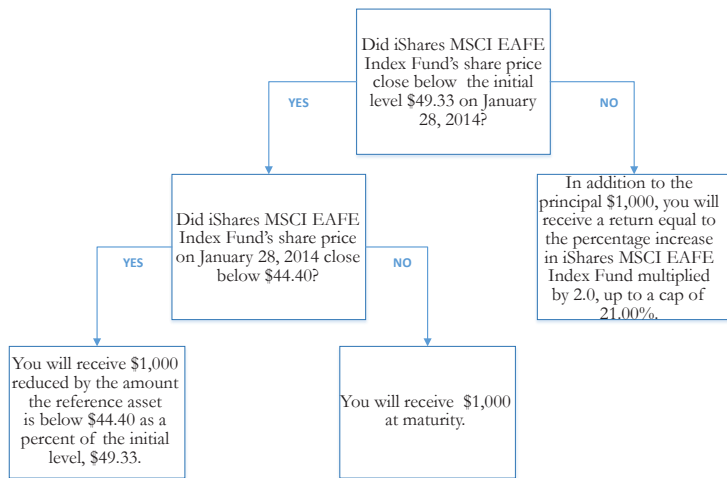 Did iShares MSCI EAFE
Index Fund's share price
close below the initial
level $49.33 on January
28, 2014?
YES
NO
Did iShares MSCI EAFE
Index Fund's share price
on January 28, 2014 close
below $44.40?
In addition to the
principal $1,000, you will
receive a return equal to
the percentage increase
in iShares MSCI EAFE
Index Fund multiplied
by 2.0, up to a cap of
21.00%.
YES
NO
You will receive $1,000
reduced by the amount
the reference asset
is below $44.40 as a
percent of the initial
level, $49.33.
You will receive $1,000
at maturity.